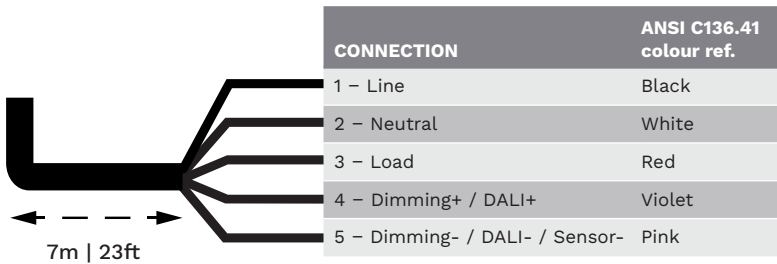 CONNECTION ANSI C136.41 colour ref.
1 – Line Black
2 – Neutral White
3 – Load Red
4 – Dimming+ / DALI+ Violet
5 – Dimming- / DALI- / Sensor- Pink
7m | 23ft